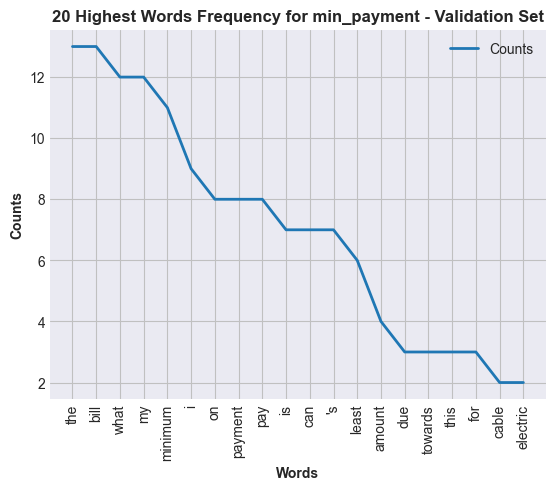 20 Highest Words Frequency for min_payment - Validation Set
Counts
12
10
8
6
4
2
Counts
the
bill
what
my
minimum
i
on
payment
pay
is
can
's
least
amount
due
towards
this
for
cable
electric
Words